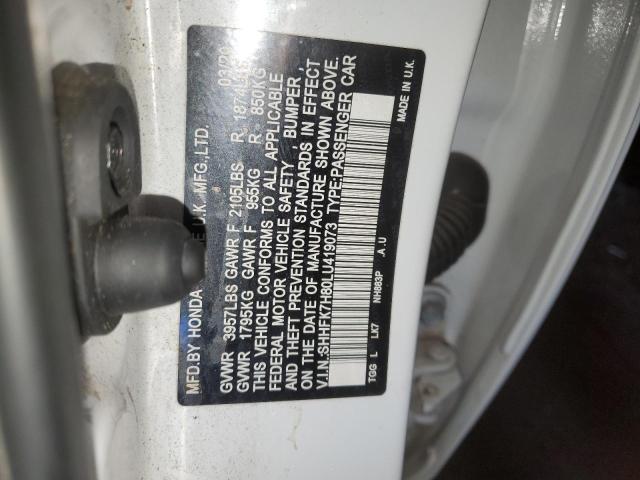 MFD.BY HONDA E U.K. MFG.,LTD. 03/20
GVWR 3957LBS GAWR F 2105LBS R 1874LBS
GVWR 1795KG GAWR F 955KG R 850KG
THIS VEHICLE CONFORMS TO ALL APPLICABLE
FEDERAL MOTOR VEHICLE SAFETY , BUMPER ,
AND THEFT PREVENTION STANDARDS IN EFFECT
ON THE DATE OF MANUFACTURE SHOWN ABOVE.
V.I.N.:SHHFK7H80LU419073 TYPE:PASSENGER CAR
TGG L LX7 NH883P .A .U MADE IN U.K.